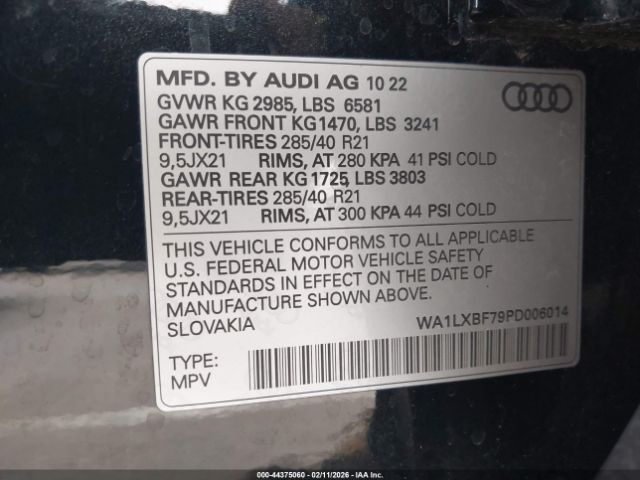 MFD. BY AUDI AG 10 22
GVWR KG 2985, LBS 6581
GAWR FRONT KG1470, LBS 3241
FRONT-TIRES 285/40 R21
9,5JX21 RIMS, AT 280 KPA 41 PSI COLD
GAWR REAR KG 1725, LBS 3803
REAR-TIRES 285/40 R21
9,5JX21 RIMS, AT 300 KPA 44 PSI COLD
THIS VEHICLE CONFORMS TO ALL APPLICABLE
U.S. FEDERAL MOTOR VEHICLE SAFETY
STANDARDS IN EFFECT ON THE DATE OF
MANUFACTURE SHOWN ABOVE.
SLOVAKIA
WA1LXBF79PD006014
TYPE:
MPV
000-44375060 - 02/11/2026 - IAAI.COM